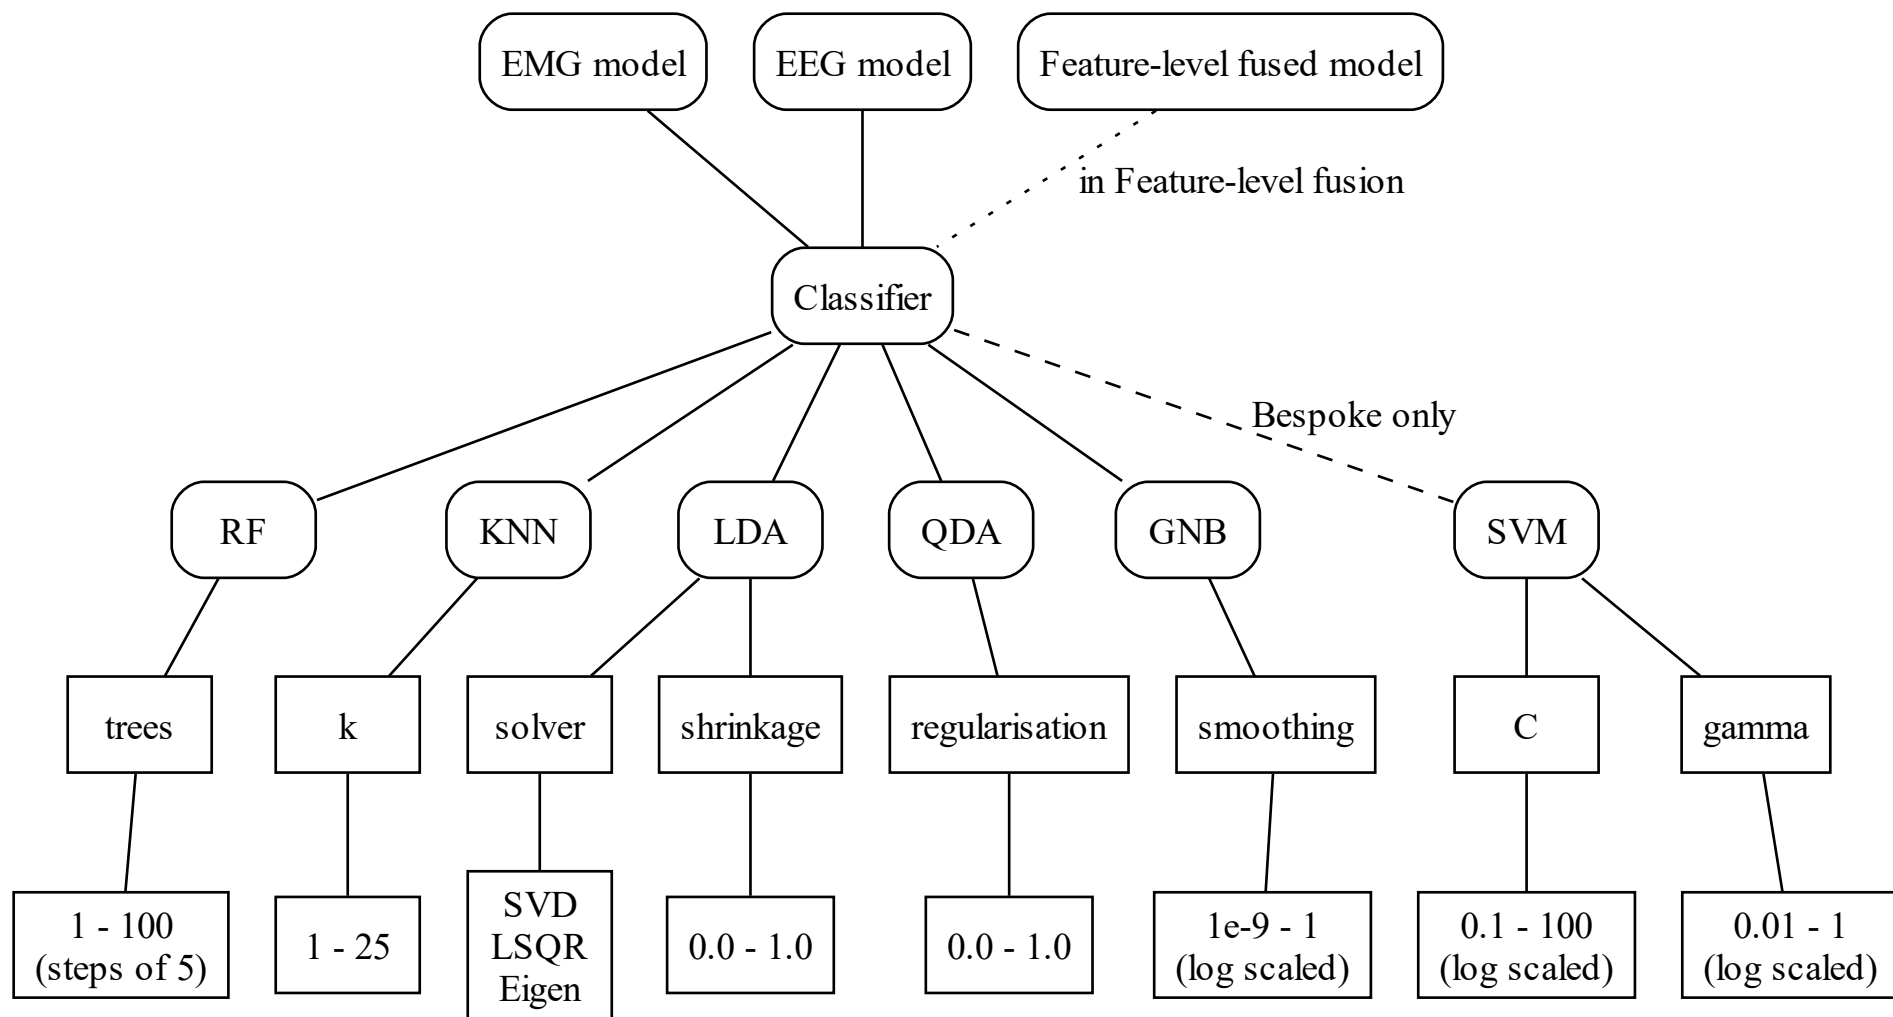 EMG model
EEG model
Feature-level fused model
in Feature-level fusion
Classifier
Bespoke only
RF
KNN
LDA
QDA
GNB
SVM
trees
k
solver
shrinkage
regularisation
smoothing
C
gamma
1 - 100
(steps of 5)
1 - 25
SVD
LSQR
Eigen
0.0 - 1.0
0.0 - 1.0
1e-9 - 1
(log scaled)
0.1 - 100
(log scaled)
0.01 - 1
(log scaled)